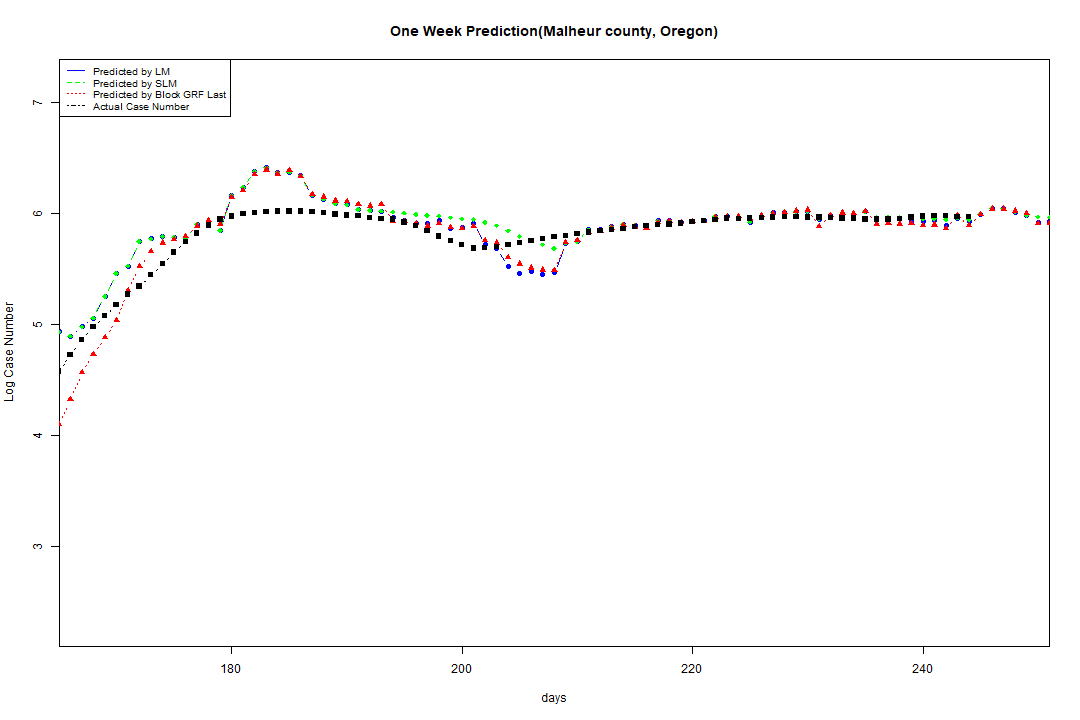 One Week Prediction(Malheur county, Oregon)
Predicted by LM
Predicted by SLM
Predicted by Block GRF Last
Actual Case Number
7
6
5
4
3
Log Case Number
180 200 220 240
days